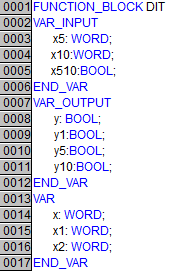 0001 FUNCTION_BLOCK DIT
0002 VAR_INPUT
0003 x5: WORD;
0004 x10:WORD;
0005 x510:BOOL;
0006 END_VAR
0007 VAR_OUTPUT
0008 y: BOOL;
0009 y1:BOOL;
0010 y5:BOOL;
0011 y10:BOOL;
0012 END_VAR
0013 VAR
0014 x: WORD;
0015 x1: WORD;
0016 x2: WORD;
0017 END_VAR